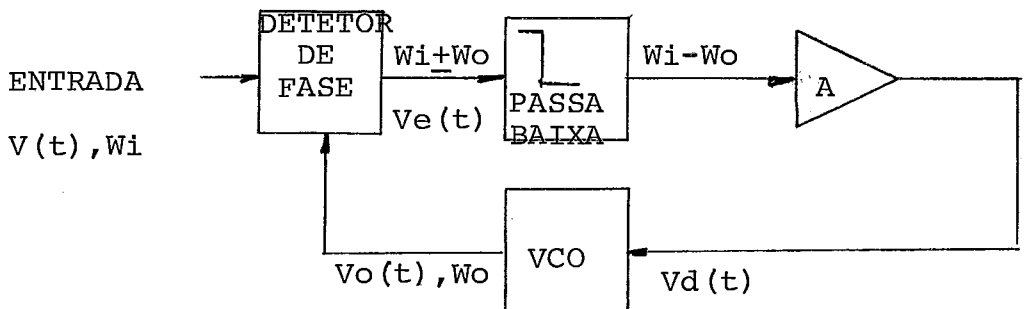 DETETOR
DE
FASE
ENTRADA
V(t),Wi
Wi±Wo
Ve(t)
PASSA
BAIXA
Wi-Wo
A
VCO
Vo(t),Wo
Vd(t)